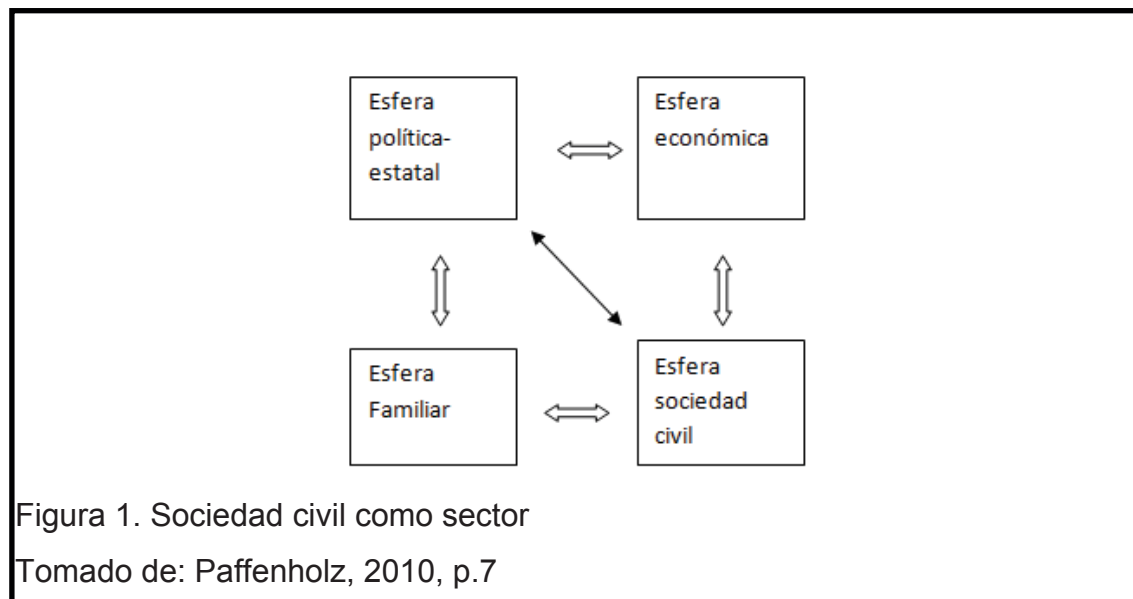 Esfera
política-
estatal
Esfera
económica
Esfera
Familiar
Esfera
sociedad
civil
Figura 1. Sociedad civil como sector
Tomado de: Paffenholz, 2010, p.7